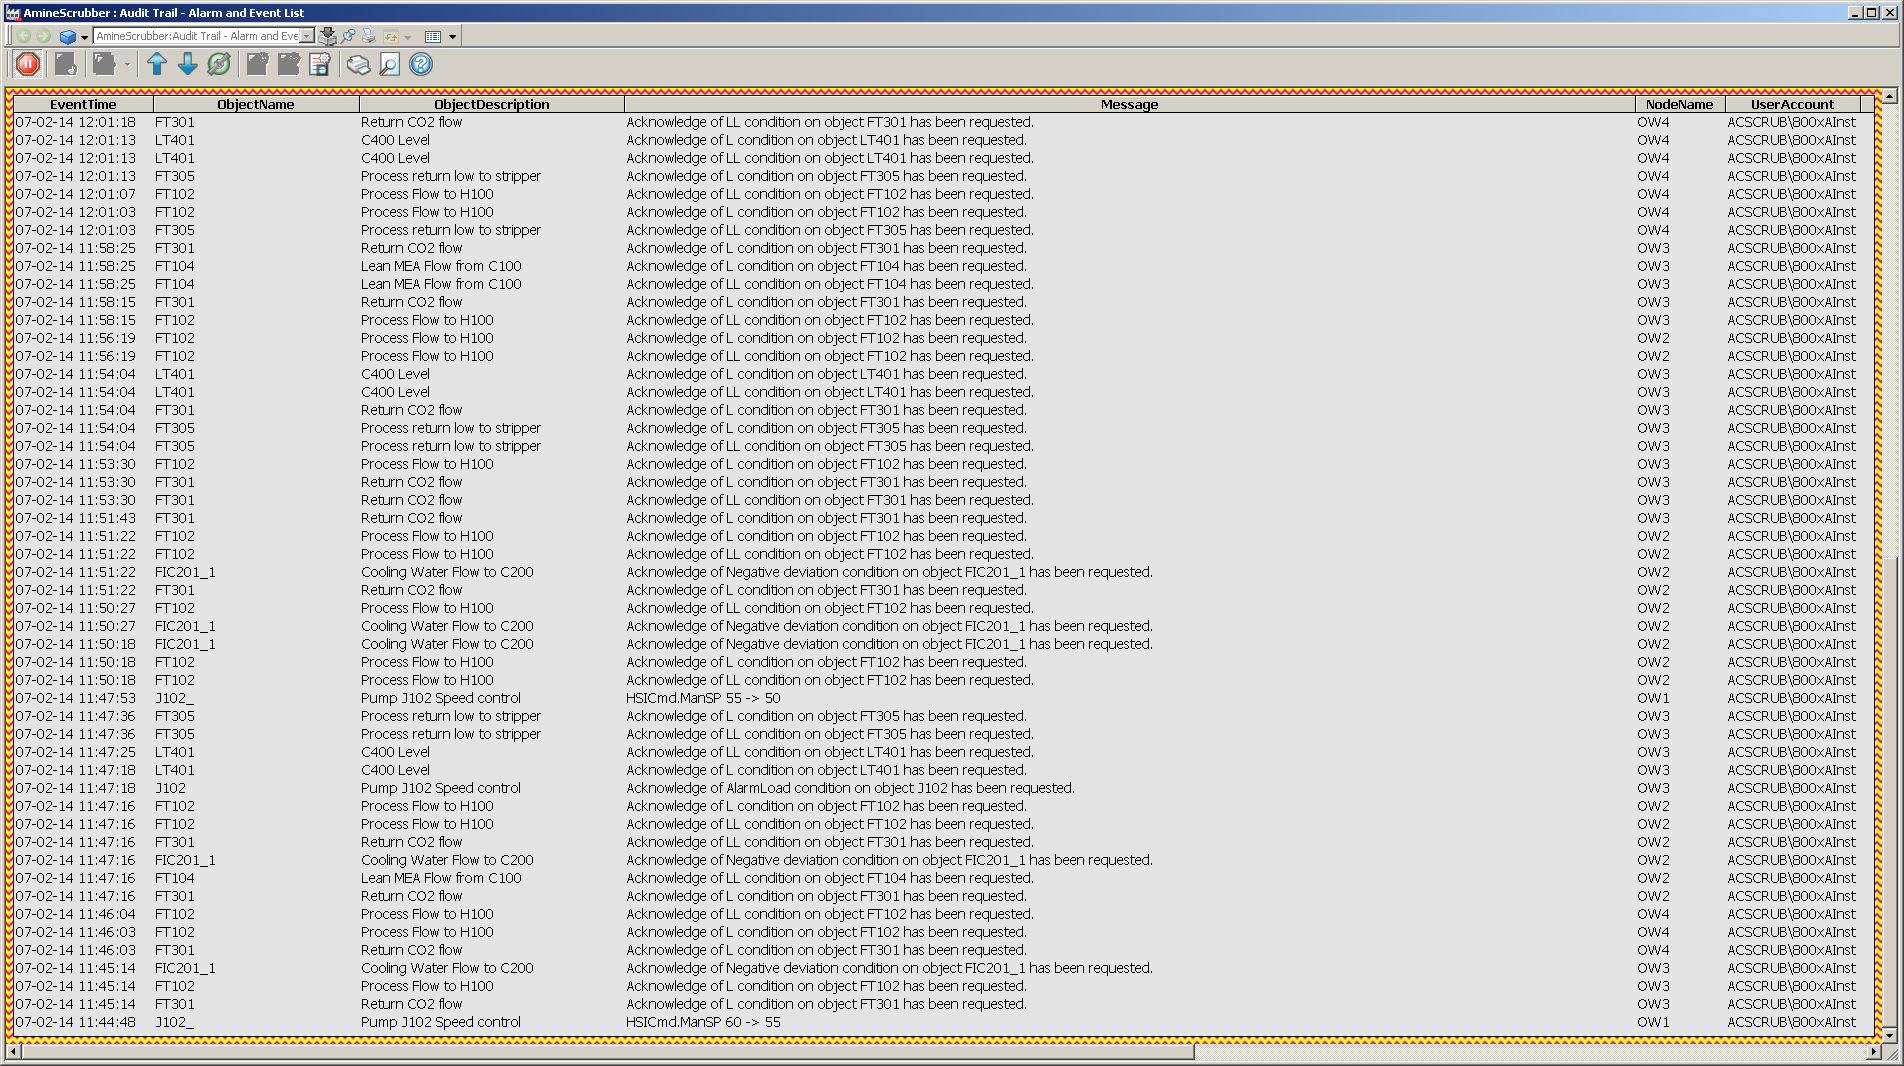 AmineScrubber : Audit Trail - Alarm and Event List
AmineScrubber:Audit Trail - Alarm and Eve
EventTime ObjectName ObjectDescription Message NodeName UserAccount
07-02-14 12:01:18 FT301 Return CO2 flow Acknowledge of LL condition on object FT301 has been requested. OW4 ACSCRUB\800xAInst
07-02-14 12:01:13 LT401 C400 Level Acknowledge of L condition on object LT401 has been requested. OW4 ACSCRUB\800xAInst
07-02-14 12:01:13 LT401 C400 Level Acknowledge of LL condition on object LT401 has been requested. OW4 ACSCRUB\800xAInst
07-02-14 12:01:13 FT305 Process return low to stripper Acknowledge of LL condition on object FT305 has been requested. OW4 ACSCRUB\800xAInst
07-02-14 12:01:07 FT102 Process Flow to H100 Acknowledge of LL condition on object FT102 has been requested. OW4 ACSCRUB\800xAInst
07-02-14 12:01:03 FT102 Process Flow to H100 Acknowledge of L condition on object FT102 has been requested. OW4 ACSCRUB\800xAInst
07-02-14 12:01:03 FT305 Process return low to stripper Acknowledge of L condition on object FT305 has been requested. OW4 ACSCRUB\800xAInst
07-02-14 11:58:25 FT301 Return CO2 flow Acknowledge of L condition on object FT301 has been requested. OW3 ACSCRUB\800xAInst
07-02-14 11:58:25 FT104 Lean MEA Flow from C100 Acknowledge of L condition on object FT104 has been requested. OW3 ACSCRUB\800xAInst
07-02-14 11:58:25 FT104 Lean MEA Flow from C100 Acknowledge of LL condition on object FT104 has been requested. OW3 ACSCRUB\800xAInst
07-02-14 11:58:15 FT301 Return CO2 flow Acknowledge of L condition on object FT301 has been requested. OW3 ACSCRUB\800xAInst
07-02-14 11:58:15 FT102 Process Flow to H100 Acknowledge of LL condition on object FT102 has been requested. OW3 ACSCRUB\800xAInst
07-02-14 11:56:19 FT102 Process Flow to H100 Acknowledge of L condition on object FT102 has been requested. OW2 ACSCRUB\800xAInst
07-02-14 11:56:19 FT102 Process Flow to H100 Acknowledge of LL condition on object FT102 has been requested. OW2 ACSCRUB\800xAInst
07-02-14 11:54:04 LT401 C400 Level Acknowledge of L condition on object LT401 has been requested. OW3 ACSCRUB\800xAInst
07-02-14 11:54:04 LT401 C400 Level Acknowledge of LL condition on object LT401 has been requested. OW3 ACSCRUB\800xAInst
07-02-14 11:54:04 FT301 Return CO2 flow Acknowledge of L condition on object FT301 has been requested. OW3 ACSCRUB\800xAInst
07-02-14 11:54:04 FT305 Process return low to stripper Acknowledge of LL condition on object FT305 has been requested. OW3 ACSCRUB\800xAInst
07-02-14 11:54:04 FT305 Process return low to stripper Acknowledge of L condition on object FT305 has been requested. OW3 ACSCRUB\800xAInst
07-02-14 11:53:30 FT102 Process Flow to H100 Acknowledge of L condition on object FT102 has been requested. OW3 ACSCRUB\800xAInst
07-02-14 11:53:30 FT301 Return CO2 flow Acknowledge of L condition on object FT301 has been requested. OW3 ACSCRUB\800xAInst
07-02-14 11:53:30 FT301 Return CO2 flow Acknowledge of LL condition on object FT301 has been requested. OW3 ACSCRUB\800xAInst
07-02-14 11:51:43 FT301 Return CO2 flow Acknowledge of L condition on object FT301 has been requested. OW3 ACSCRUB\800xAInst
07-02-14 11:51:22 FT102 Process Flow to H100 Acknowledge of L condition on object FT102 has been requested. OW2 ACSCRUB\800xAInst
07-02-14 11:51:22 FT102 Process Flow to H100 Acknowledge of LL condition on object FT102 has been requested. OW2 ACSCRUB\800xAInst
07-02-14 11:51:22 FIC201_1 Cooling Water Flow to C200 Acknowledge of Negative deviation condition on object FIC201_1 has been requested. OW2 ACSCRUB\800xAInst
07-02-14 11:51:22 FT301 Return CO2 flow Acknowledge of L condition on object FT301 has been requested. OW2 ACSCRUB\800xAInst
07-02-14 11:50:27 FT102 Process Flow to H100 Acknowledge of LL condition on object FT102 has been requested. OW2 ACSCRUB\800xAInst
07-02-14 11:50:27 FIC201_1 Cooling Water Flow to C200 Acknowledge of Negative deviation condition on object FIC201_1 has been requested. OW2 ACSCRUB\800xAInst
07-02-14 11:50:18 FIC201_1 Cooling Water Flow to C200 Acknowledge of Negative deviation condition on object FIC201_1 has been requested. OW2 ACSCRUB\800xAInst
07-02-14 11:50:18 FT102 Process Flow to H100 Acknowledge of L condition on object FT102 has been requested. OW2 ACSCRUB\800xAInst
07-02-14 11:50:18 FT102 Process Flow to H100 Acknowledge of LL condition on object FT102 has been requested. OW2 ACSCRUB\800xAInst
07-02-14 11:47:53 J102_ Pump J102 Speed control HSICmd.ManSP 55 -> 50 OW1 ACSCRUB\800xAInst
07-02-14 11:47:36 FT305 Process return low to stripper Acknowledge of L condition on object FT305 has been requested. OW3 ACSCRUB\800xAInst
07-02-14 11:47:36 FT305 Process return low to stripper Acknowledge of LL condition on object FT305 has been requested. OW3 ACSCRUB\800xAInst
07-02-14 11:47:25 LT401 C400 Level Acknowledge of LL condition on object LT401 has been requested. OW3 ACSCRUB\800xAInst
07-02-14 11:47:18 LT401 C400 Level Acknowledge of L condition on object LT401 has been requested. OW3 ACSCRUB\800xAInst
07-02-14 11:47:18 J102 Pump J102 Speed control Acknowledge of AlarmLoad condition on object J102 has been requested. OW3 ACSCRUB\800xAInst
07-02-14 11:47:16 FT102 Process Flow to H100 Acknowledge of L condition on object FT102 has been requested. OW2 ACSCRUB\800xAInst
07-02-14 11:47:16 FT102 Process Flow to H100 Acknowledge of LL condition on object FT102 has been requested. OW2 ACSCRUB\800xAInst
07-02-14 11:47:16 FT301 Return CO2 flow Acknowledge of LL condition on object FT301 has been requested. OW2 ACSCRUB\800xAInst
07-02-14 11:47:16 FIC201_1 Cooling Water Flow to C200 Acknowledge of Negative deviation condition on object FIC201_1 has been requested. OW2 ACSCRUB\800xAInst
07-02-14 11:47:16 FT104 Lean MEA Flow from C100 Acknowledge of LL condition on object FT104 has been requested. OW2 ACSCRUB\800xAInst
07-02-14 11:47:16 FT301 Return CO2 flow Acknowledge of L condition on object FT301 has been requested. OW2 ACSCRUB\800xAInst
07-02-14 11:46:04 FT102 Process Flow to H100 Acknowledge of LL condition on object FT102 has been requested. OW4 ACSCRUB\800xAInst
07-02-14 11:46:03 FT102 Process Flow to H100 Acknowledge of L condition on object FT102 has been requested. OW4 ACSCRUB\800xAInst
07-02-14 11:46:03 FT301 Return CO2 flow Acknowledge of L condition on object FT301 has been requested. OW4 ACSCRUB\800xAInst
07-02-14 11:45:14 FIC201_1 Cooling Water Flow to C200 Acknowledge of Negative deviation condition on object FIC201_1 has been requested. OW3 ACSCRUB\800xAInst
07-02-14 11:45:14 FT102 Process Flow to H100 Acknowledge of L condition on object FT102 has been requested. OW3 ACSCRUB\800xAInst
07-02-14 11:45:14 FT301 Return CO2 flow Acknowledge of L condition on object FT301 has been requested. OW3 ACSCRUB\800xAInst
07-02-14 11:44:48 J102_ Pump J102 Speed control HSICmd.ManSP 60 -> 55 OW1 ACSCRUB\800xAInst